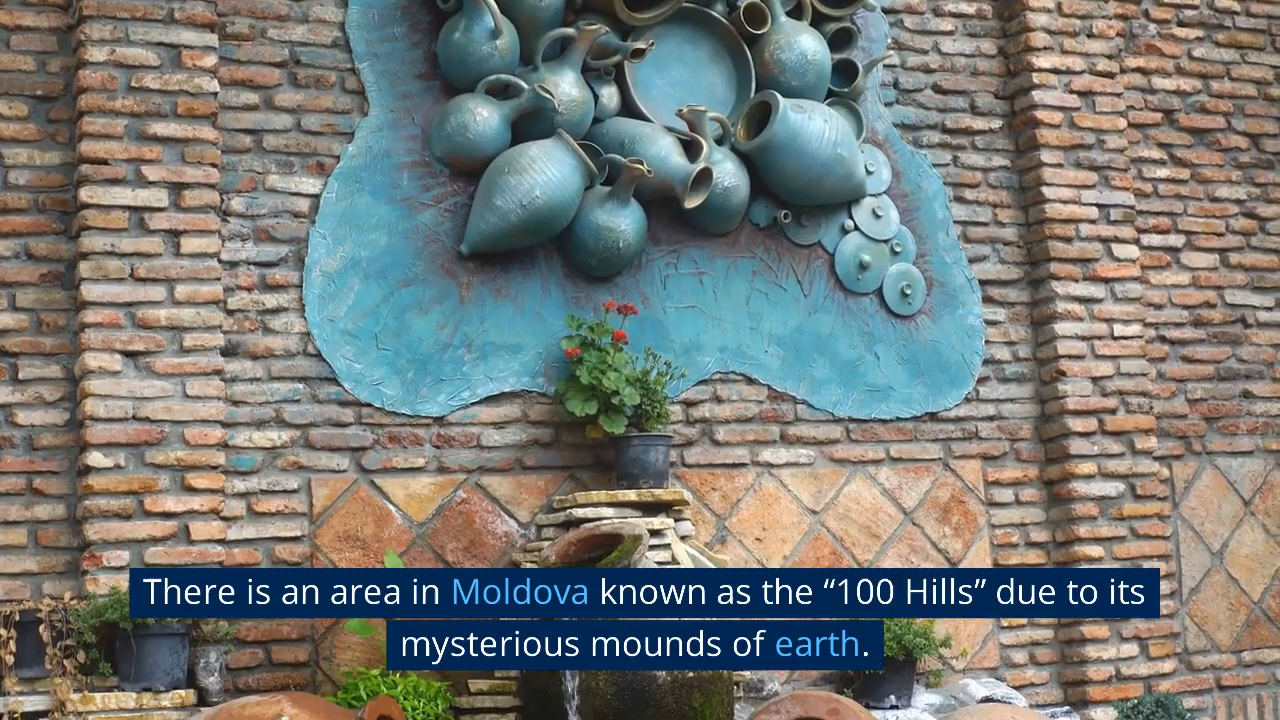 There is an area in Moldova known as the “100 Hills” due to its
mysterious mounds of earth.